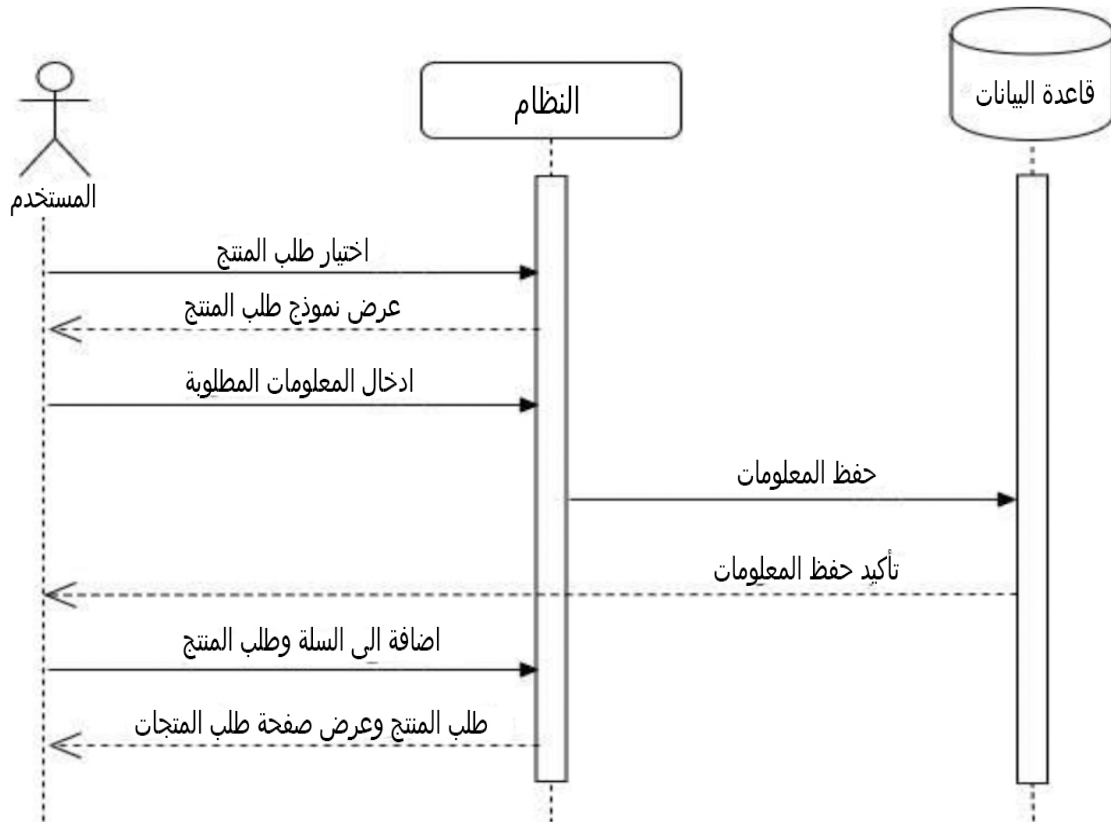 النظام
قاعدة البيانات
المستخدم
اختيار طلب المنتج
عرض نموذج طلب المنتج
ادخال المعلومات المطلوبة
حفظ المعلومات
تأكيد حفظ المعلومات
اضافة الى السلة وطلب المنتج
طلب المنتج وعرض صفحة طلب المتجات